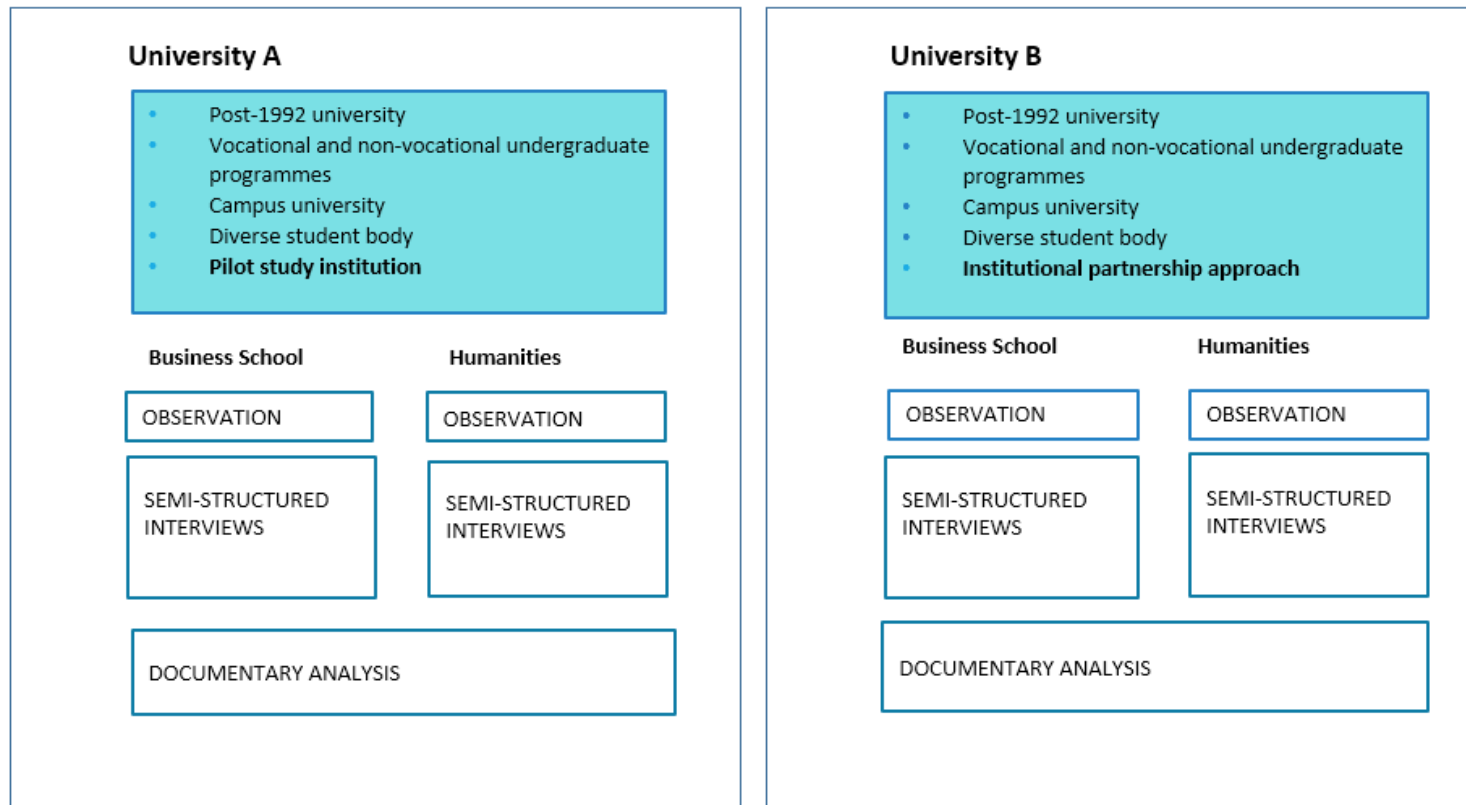 University A
• Post-1992 university
• Vocational and non-vocational undergraduate
programmes
• Campus university
• Diverse student body
• Pilot study institution
Business School
Humanities
OBSERVATION
OBSERVATION
SEMI-STRUCTURED
INTERVIEWS
SEMI-STRUCTURED
INTERVIEWS
DOCUMENTARY ANALYSIS
University B
• Post-1992 university
• Vocational and non-vocational undergraduate
programmes
• Campus university
• Diverse student body
• Institutional partnership approach
Business School
Humanities
OBSERVATION
OBSERVATION
SEMI-STRUCTURED
INTERVIEWS
SEMI-STRUCTURED
INTERVIEWS
DOCUMENTARY ANALYSIS